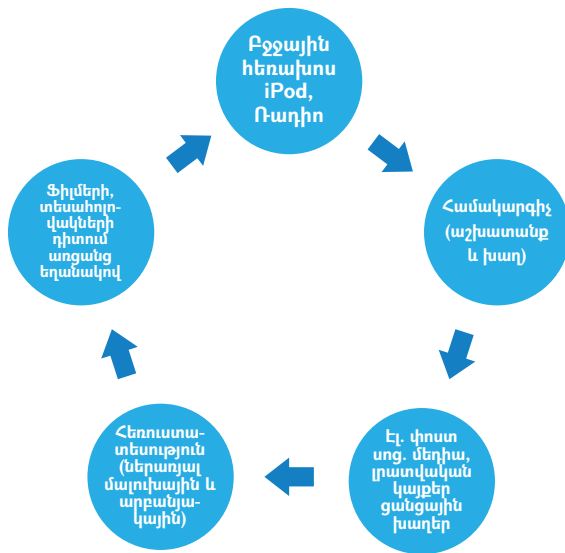 Բջջային
հեռախոս
iPod,
Ռադիո
Համակարգիչ
(աշխատանք
և խաղ)
Էլ. փոստ
սոց. մեդիա,
լրատվական
կայքեր
ցանցային
խաղեր
Հեռուստա-
տեսություն
(ներառյալ
մալուխային և
արբանյա-
կային)
Ֆիլմերի,
տեսահոլո-
վակների
դիտում
առցանց
եղանակով